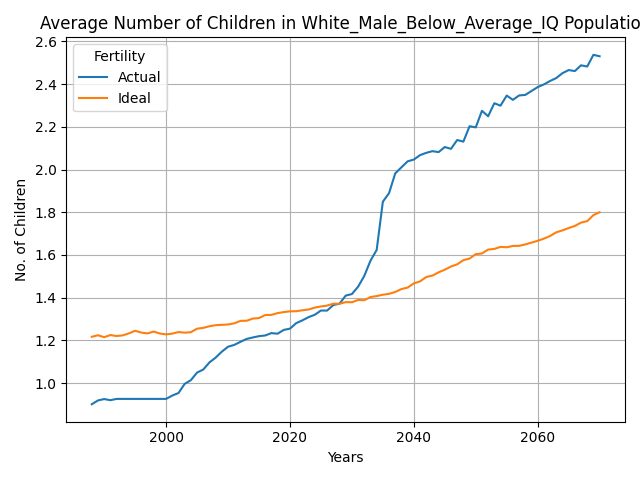 Average Number of Children in White_Male_Below_Average_IQ Populatio
Fertility
Actual
Ideal
2.6
2.4
2.2
2.0
1.8
1.6
1.4
1.2
1.0
No. of Children
2000
2020
2040
2060
Years